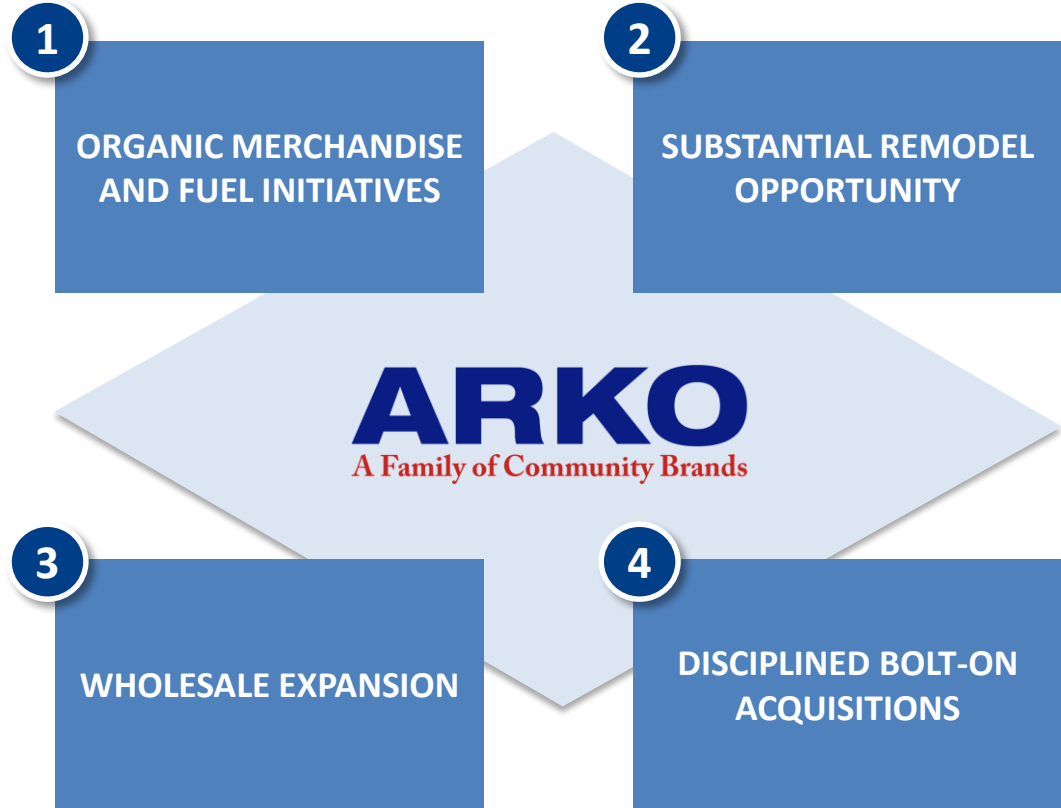 1
ORGANIC MERCHANDISE
AND FUEL INITIATIVES
2
SUBSTANTIAL REMODEL
OPPORTUNITY
ARKO
A Family of Community Brands
3
WHOLESALE EXPANSION
4
DISCIPLINED BOLT-ON
ACQUISITIONS